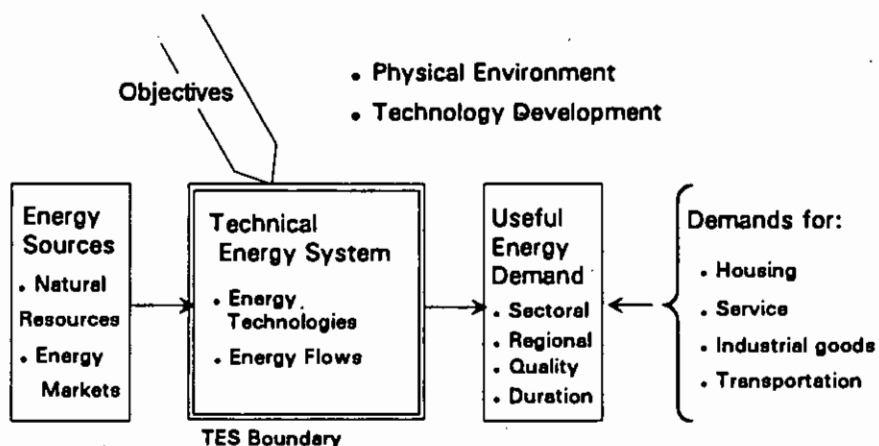 Objectives
• Physical Environment
• Technology Development
Energy
Sources
• Natural
Resources
• Energy
Markets
Technical
Energy System
• Energy
Technologies
• Energy Flows
TES Boundary
Useful
Energy
Demand
• Sectoral
• Regional
• Quality
• Duration
Demands for:
• Housing
• Service
• Industrial goods
• Transportation